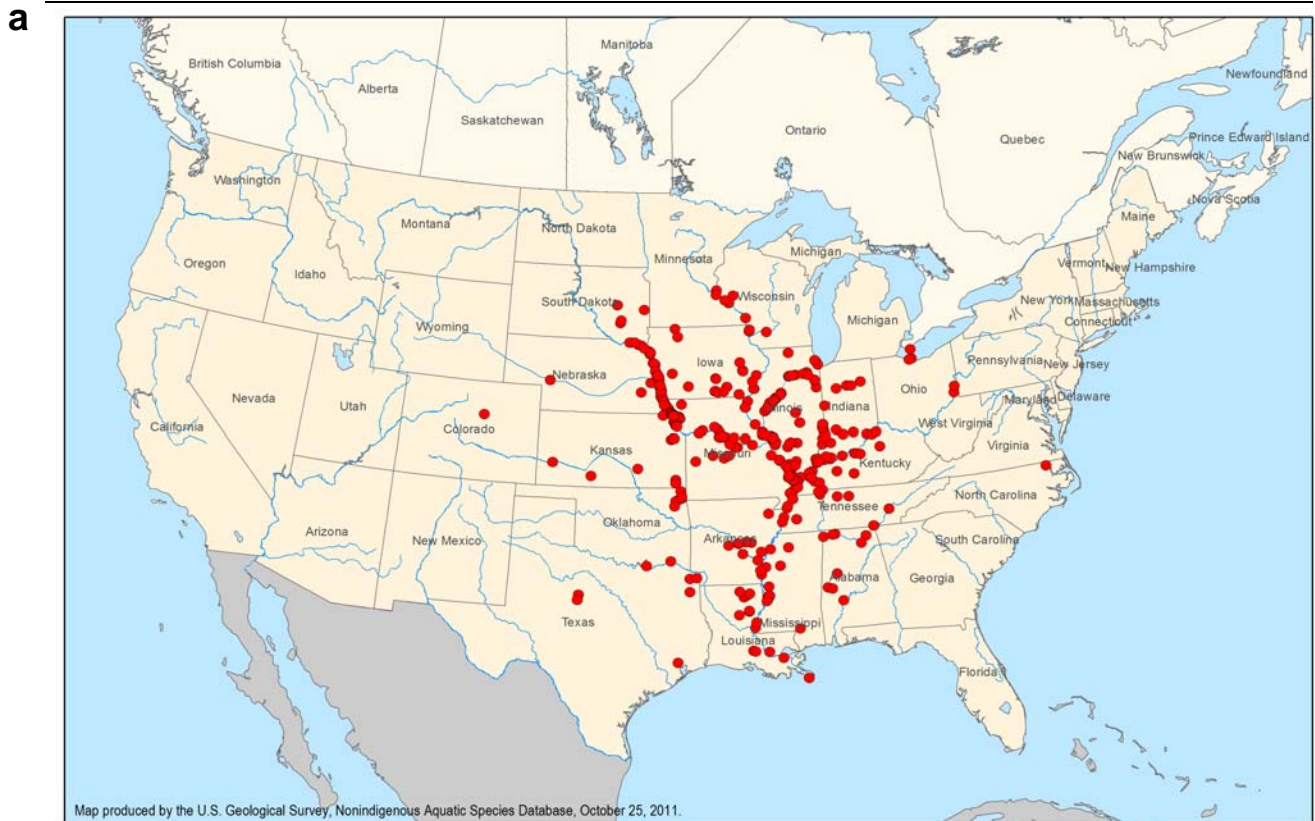 a
Manitoba
British Columbia
Newfoundland
Alberta
Saskatchewan
Ontario
Quebec
Prince Edward Island
New Brunswick
Nova Scotia
Washington
Maine
Montana
North Dakota
Minnesota
Michigan
Vermont
New Hampshire
Oregon
Idaho
South Dakota
Wisconsin
New York
Massachusetts
Wyoming
Michigan
Connecticut
Iowa
Pennsylvania
New Jersey
Nebraska
Ohio
Nevada
Utah
Illinois
Indiana
Maryland
Delaware
California
Colorado
West Virginia
Kansas
Missouri
Virginia
Kentucky
North Carolina
Tennessee
Oklahoma
Arizona
New Mexico
Arkansas
South Carolina
Alabama
Georgia
Texas
Mississippi
Louisiana
Florida
Map produced by the U.S. Geological Survey, Nonindigenous Aquatic Species Database, October 25, 2011.